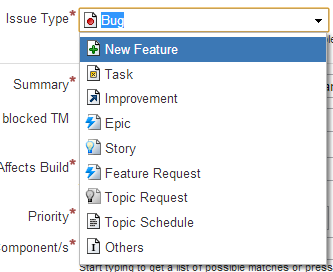 Issue Type* Bug
New Feature
Task
Summary* Improvement
blocked TM Epic
Story
Affects Build* Feature Request
Topic Request
Priority* Topic Schedule
Component/s* Others
Start typing to get a list of possible matches or press